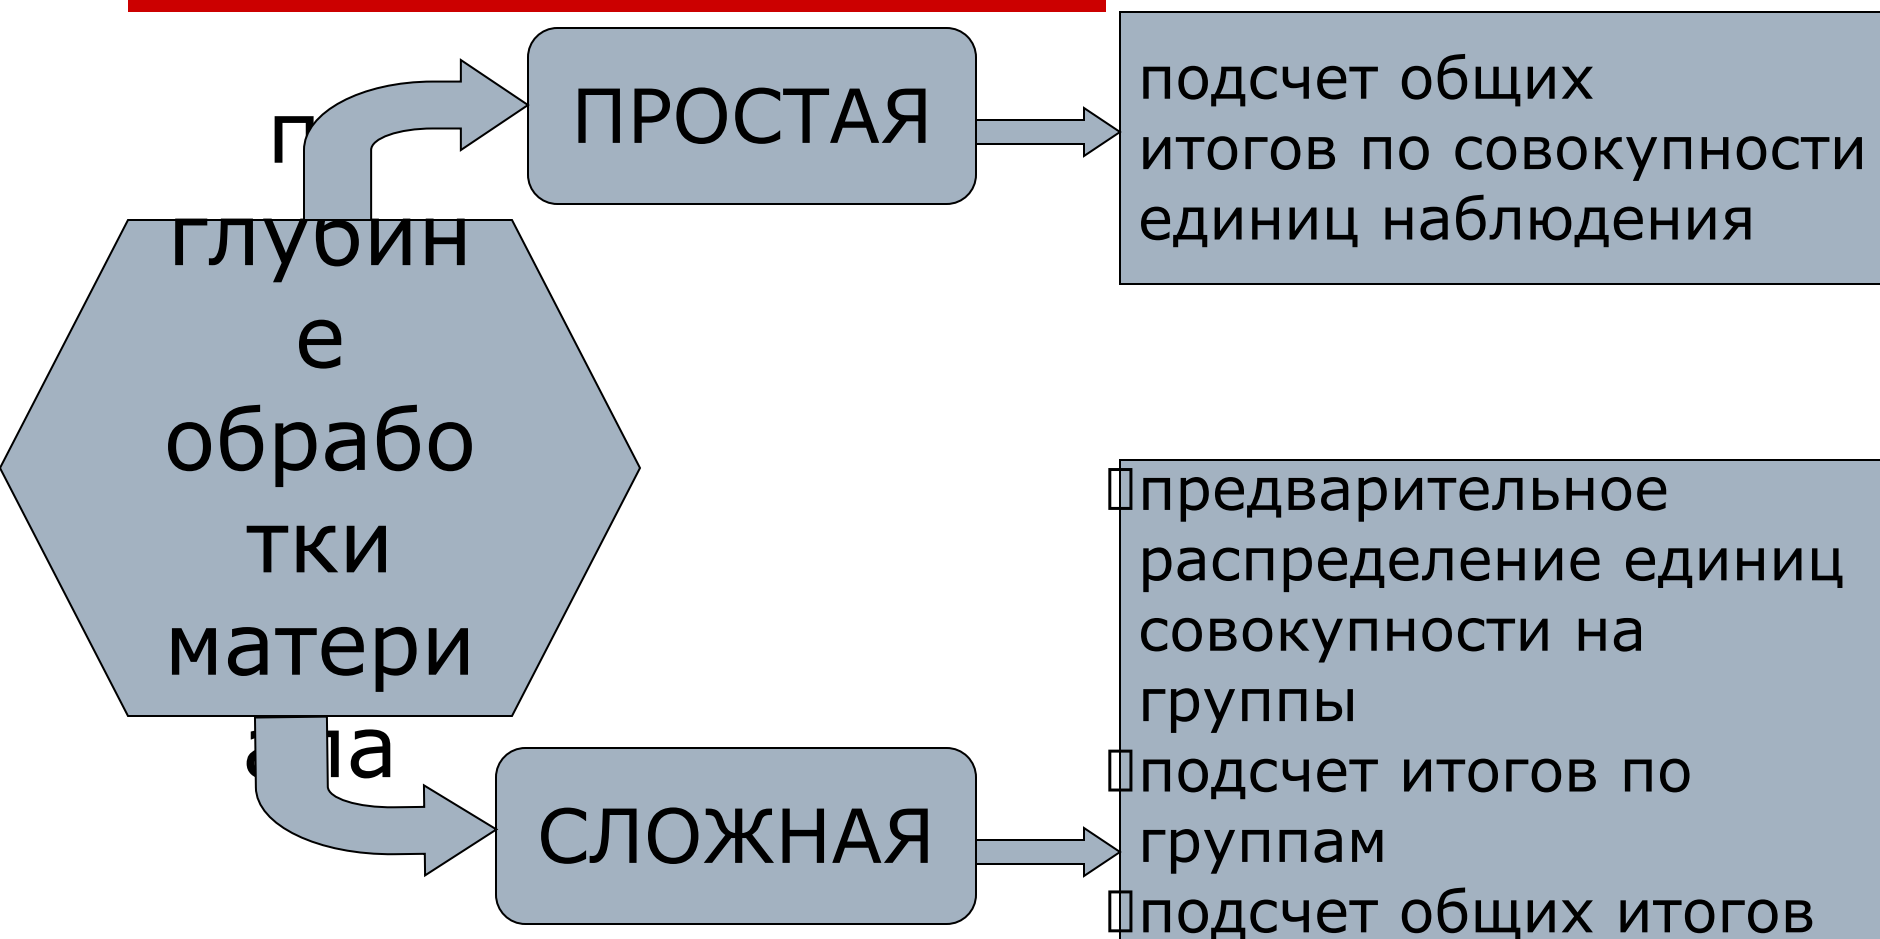 глубин
е
обрабо
тки
матери
ПРОСТАЯ
подсчет общих
итогов по совокупности
единиц наблюдения
СЛОЖНАЯ
предварительное
распределение единиц
совокупности на
группы
подсчет итогов по
группам
подсчет общих итогов